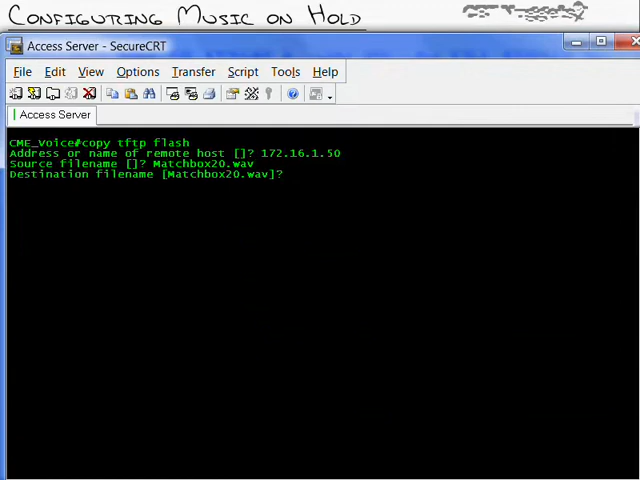 Configuring Music on Hold
Access Server - SecureCRT
File Edit View Options Transfer Script Tools Help
Access Server
CME_Voice#copy tftp flash
Address or name of remote host []? 172.16.1.50
Source filename []? Matchbox20.wav
Destination filename [Matchbox20.wav]?